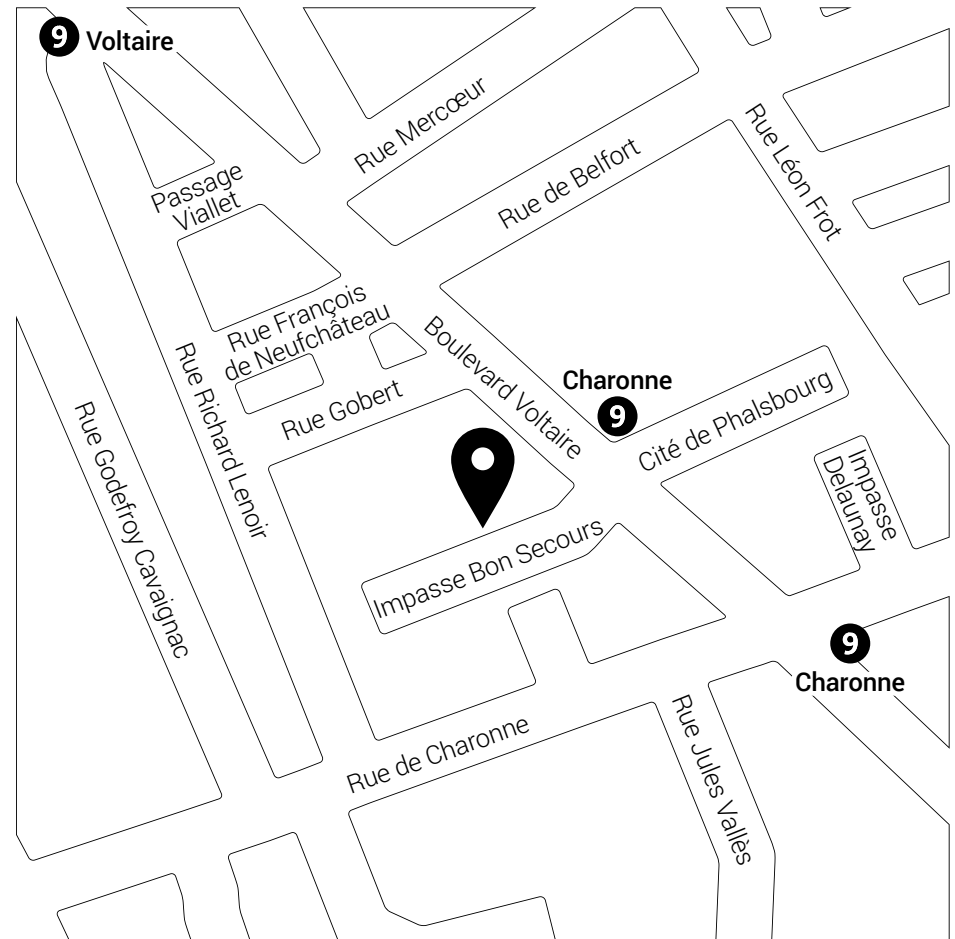 9 Voltaire
Rue Mercœur
Rue Léon Frot
Rue de Belfort
Passage
Viallet
Rue François
de Neufchâteau
Boulevard Voltaire
Rue Richard Lenoir
Charonne
9
Rue Gobert
Cité de Phalsbourg
Rue Godefroy Cavaignac
Impasse
Delaunay
Impasse Bon Secours
9
Charonne
Rue de Charonne
Rue Jules Vallès